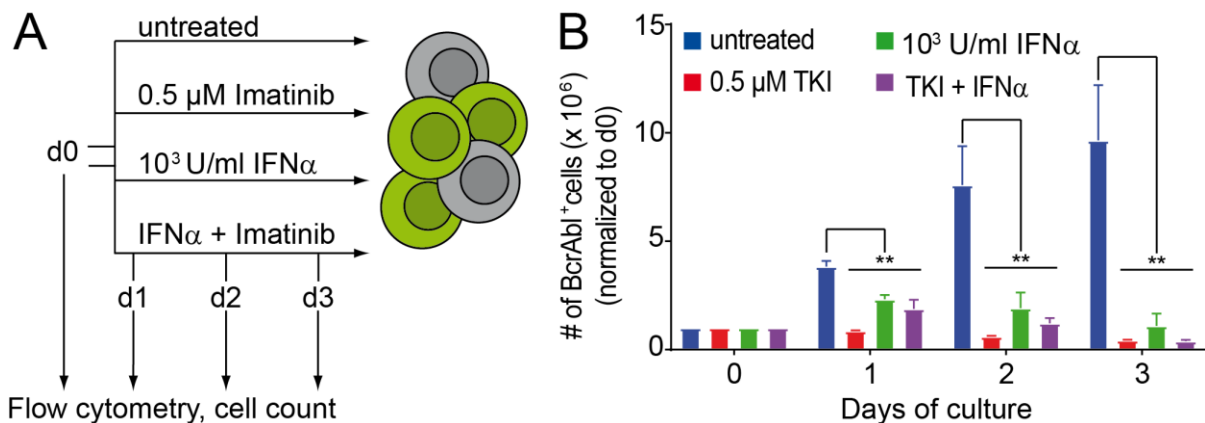 A
untreated
0.5 µM Imatinib
d0
10³ U/ml IFNα
IFNα + Imatinib
d1 d2 d3
Flow cytometry, cell count
B
# of BcrAbl⁺cells (x 10⁶)
(normalized to d0)
15
10
5
0
untreated
10³ U/ml IFNα
0.5 µM TKI
TKI + IFNα
**
**
**
0 1 2 3
Days of culture